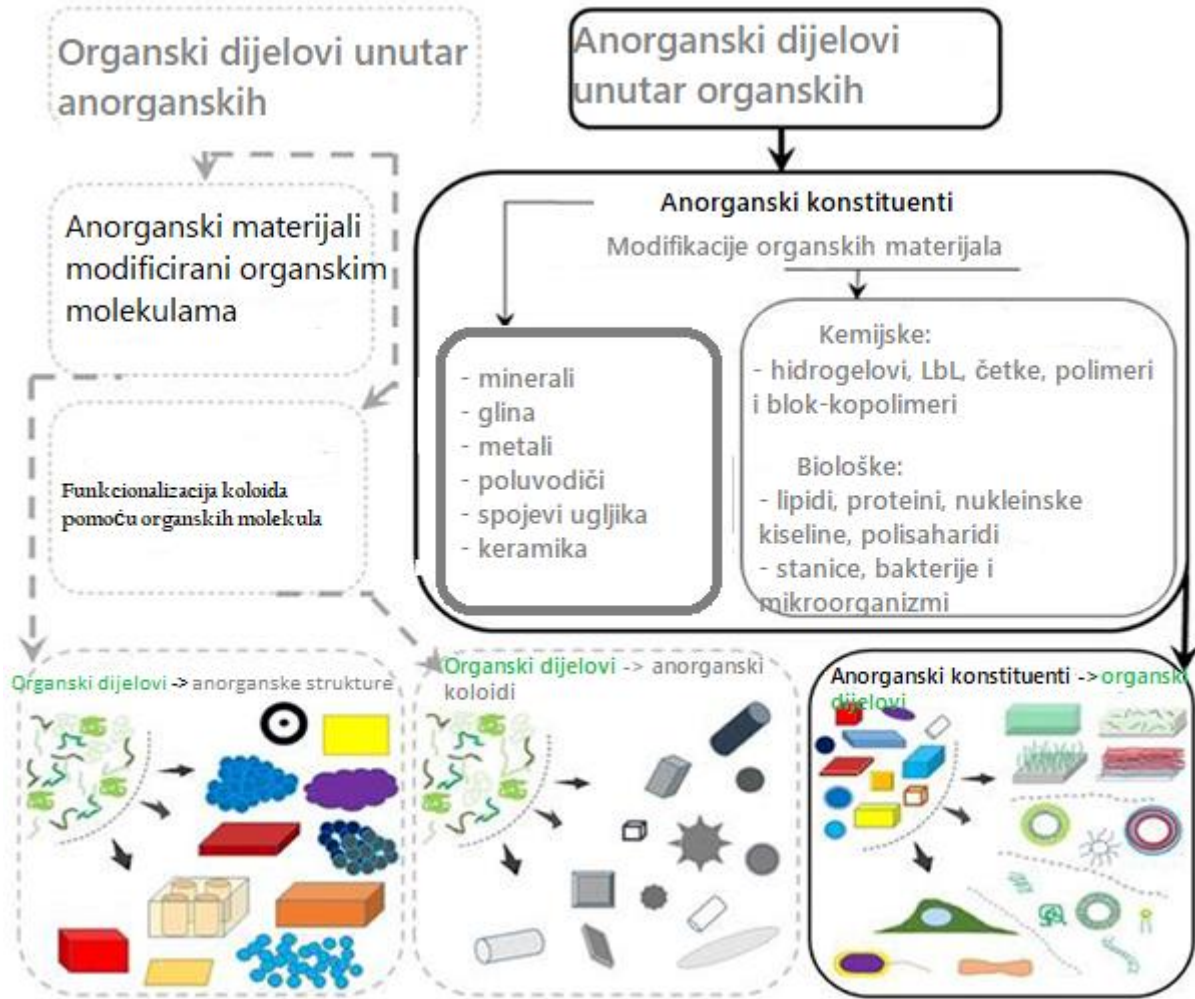 Organski dijelovi unutar
anorganskih
Anorganski dijelovi
unutar organskih
Anorganski materijali
modificirani organskim
molekulama
Funkcionalizacija koloida
pomoću organskih molekula
Anorganski konstituenti
Modifikacije organskih materijala
- minerali
- glina
- metali
- poluvodiči
- spojevi ugljika
- keramika
Kemijske:
- hidrogelovi, LbL, četke, polimeri
i blok-kopolimeri
Biološke:
- lipidi, proteini, nukleinske
kiseline, polisaharidi
- stanice, bakterije i
mikroorganizmi
Organski dijelovi -> anorganske strukture
Organski dijelovi -> anorganski
koloidi
Anorganski konstituenti -> organski
dijelovi